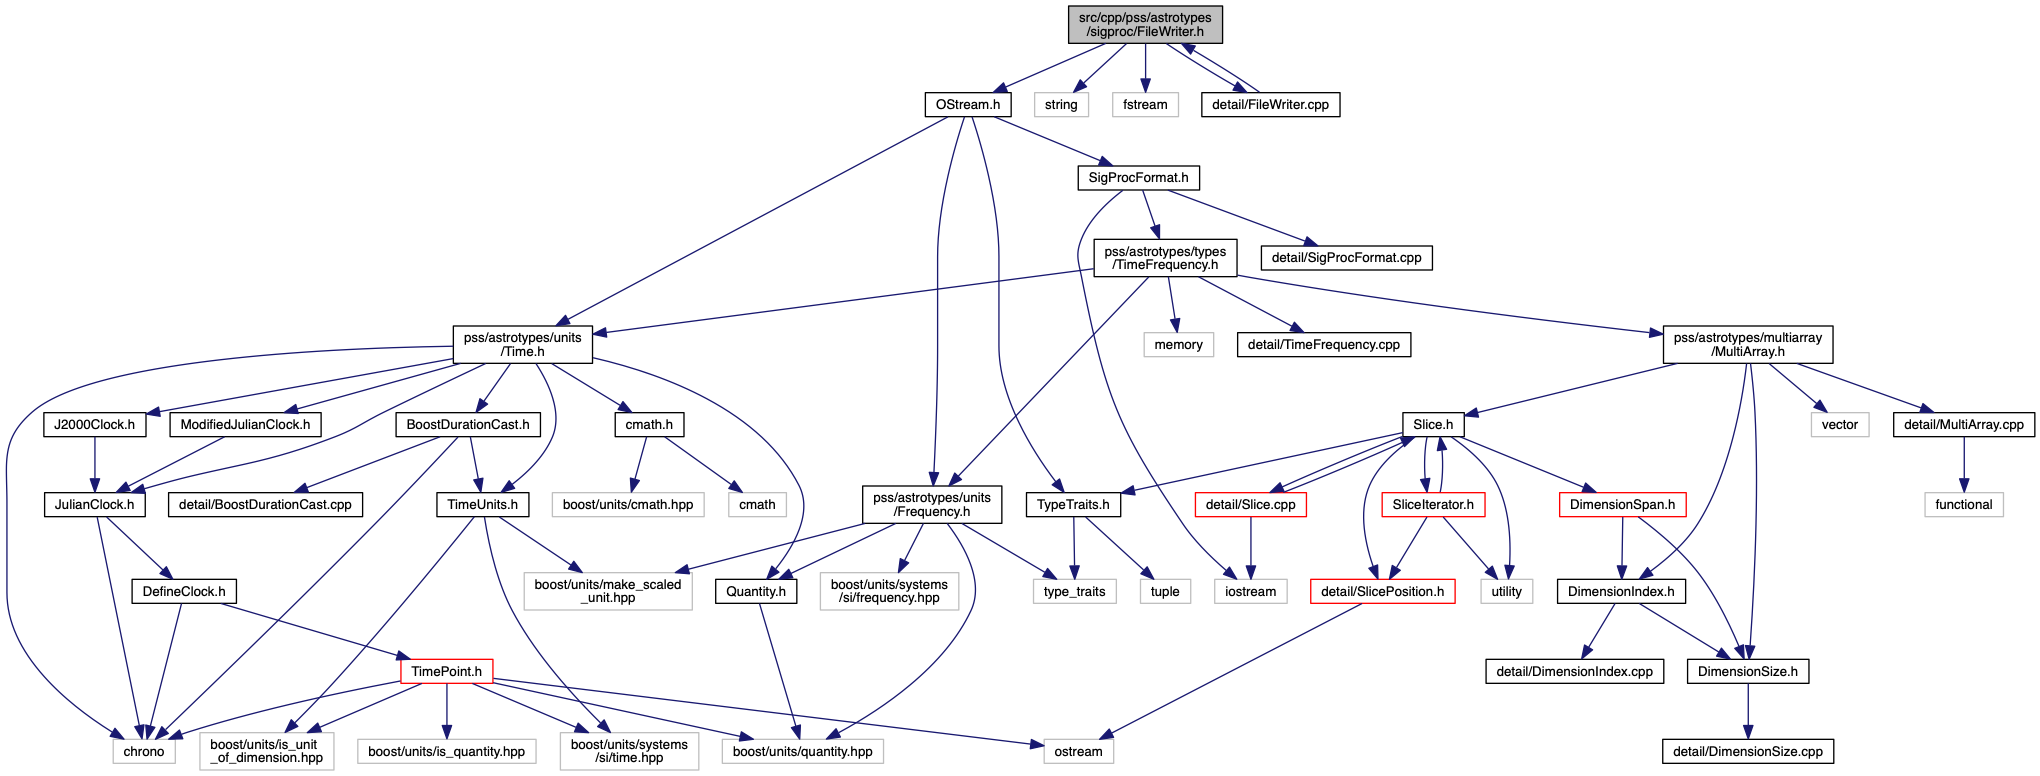 src/cpp/pss/astrotypes
/sigproc/FileWriter.h
OStream.h
string
fstream
detail/FileWriter.cpp
SigProcFormat.h
pss/astrotypes/types
/TimeFrequency.h
detail/SigProcFormat.cpp
pss/astrotypes/units
/Time.h
memory
detail/TimeFrequency.cpp
pss/astrotypes/multiarray
/MultiArray.h
J2000Clock.h
ModifiedJulianClock.h
BoostDurationCast.h
cmath.h
Slice.h
vector
detail/MultiArray.cpp
JulianClock.h
detail/BoostDurationCast.cpp
TimeUnits.h
boost/units/cmath.hpp
cmath
pss/astrotypes/units
/Frequency.h
TypeTraits.h
detail/Slice.cpp
SliceIterator.h
DimensionSpan.h
functional
DefineClock.h
boost/units/make_scaled
_unit.hpp
Quantity.h
boost/units/systems
/si/frequency.hpp
type_traits
tuple
iostream
detail/SlicePosition.h
utility
DimensionIndex.h
TimePoint.h
detail/DimensionIndex.cpp
DimensionSize.h
chrono
boost/units/is_unit
_of_dimension.hpp
boost/units/is_quantity.hpp
boost/units/systems
/si/time.hpp
boost/units/quantity.hpp
ostream
detail/DimensionSize.cpp